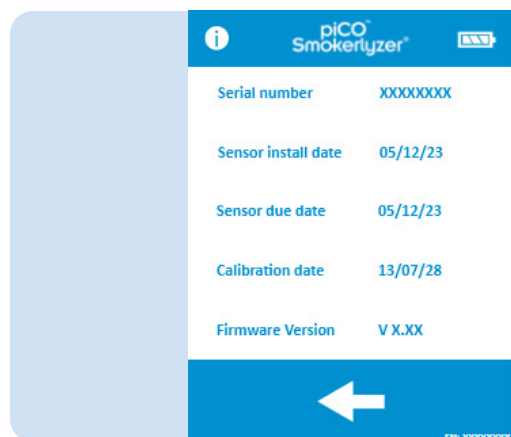 piCO™
Smokerlyzer®
Serial number XXXXXXXX
Sensor install date 05/12/23
Sensor due date 05/12/23
Calibration date 13/07/28
Firmware Version V X.XX